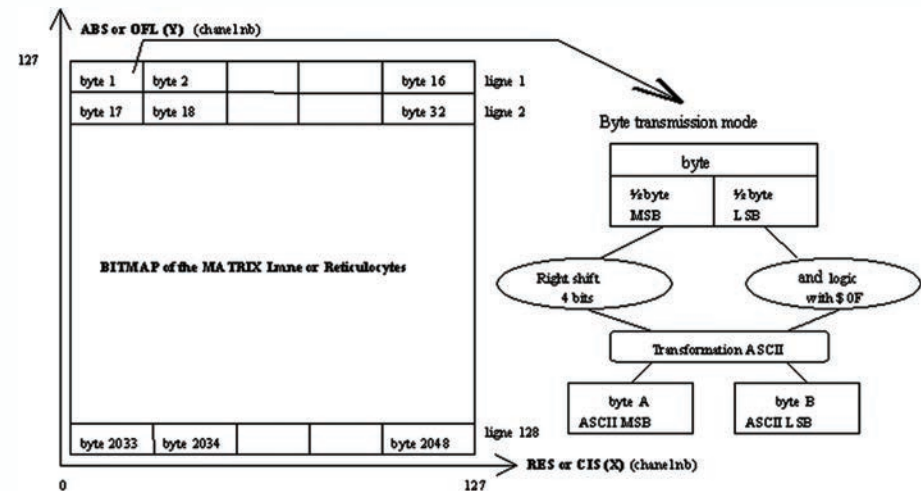 ABS or OFL (Y) (chanel nb)
127
byte 1 byte 2 byte 16 ligne 1
byte 17 byte 18 byte 32 ligne 2
Byte transmission mode
byte
½ byte ½ byte
MSB LSB
BITMAP of the MATRIX Lmne or Reticulocytes
Right shift
4 bits
and logic
with $0F
Transformation ASCII
byte A byte B
ASCII MSB ASCII LSB
byte 2033 byte 2034 byte 2048 ligne 128
RES or CIS (X) (chanel nb)
0 127